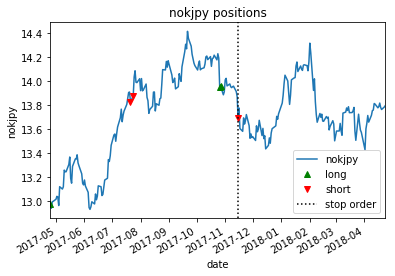 nokjpy positions
14.4
14.2
14.0
13.8
13.6
13.4
13.2
13.0
nokjpy
nokjpy
long
short
stop order
2017-05
2017-06
2017-07
2017-08
2017-09
2017-10
2017-11
2017-12
2018-01
2018-02
2018-03
2018-04
date